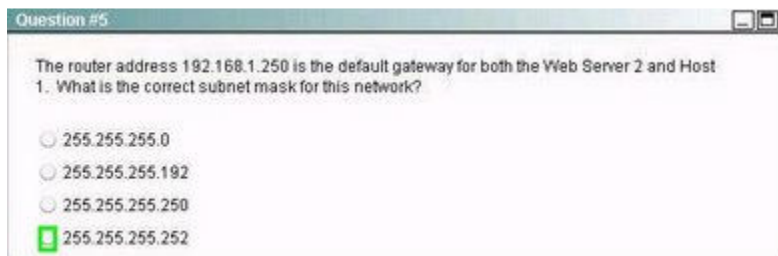 Question #5
The router address 192.168.1.250 is the default gateway for both the Web Server 2 and Host
1. What is the correct subnet mask for this network?
255.255.255.0
255.255.255.192
255.255.255.250
255.255.255.252